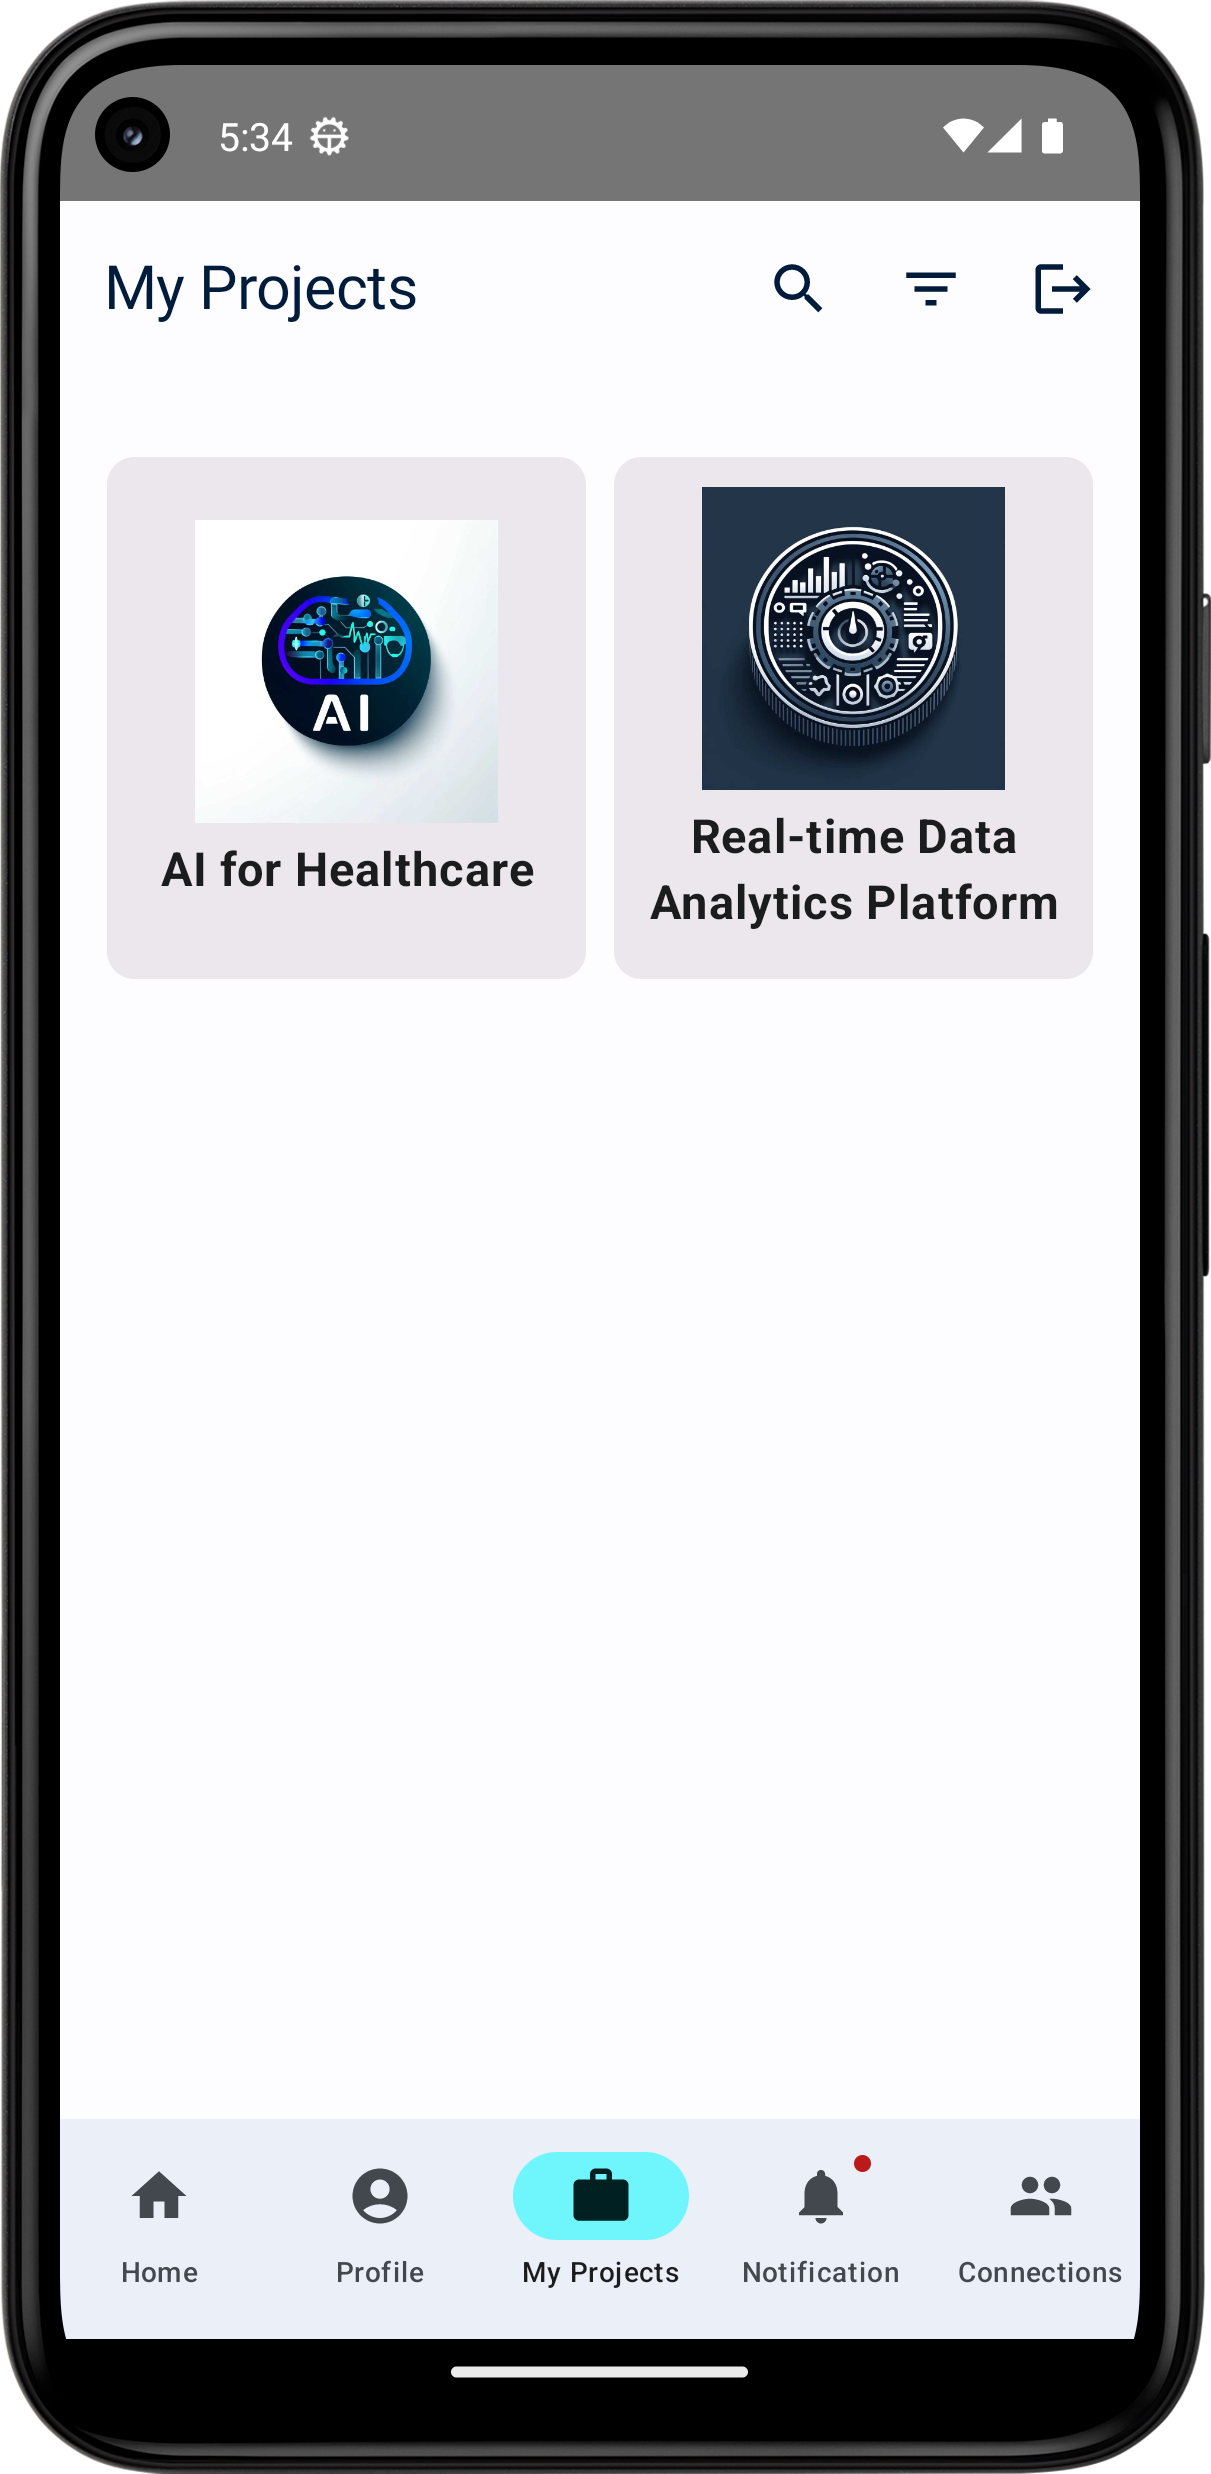 5:34
My Projects
AI
AI for Healthcare
Real-time Data
Analytics Platform
Home
Profile
My Projects
Notification
Connections